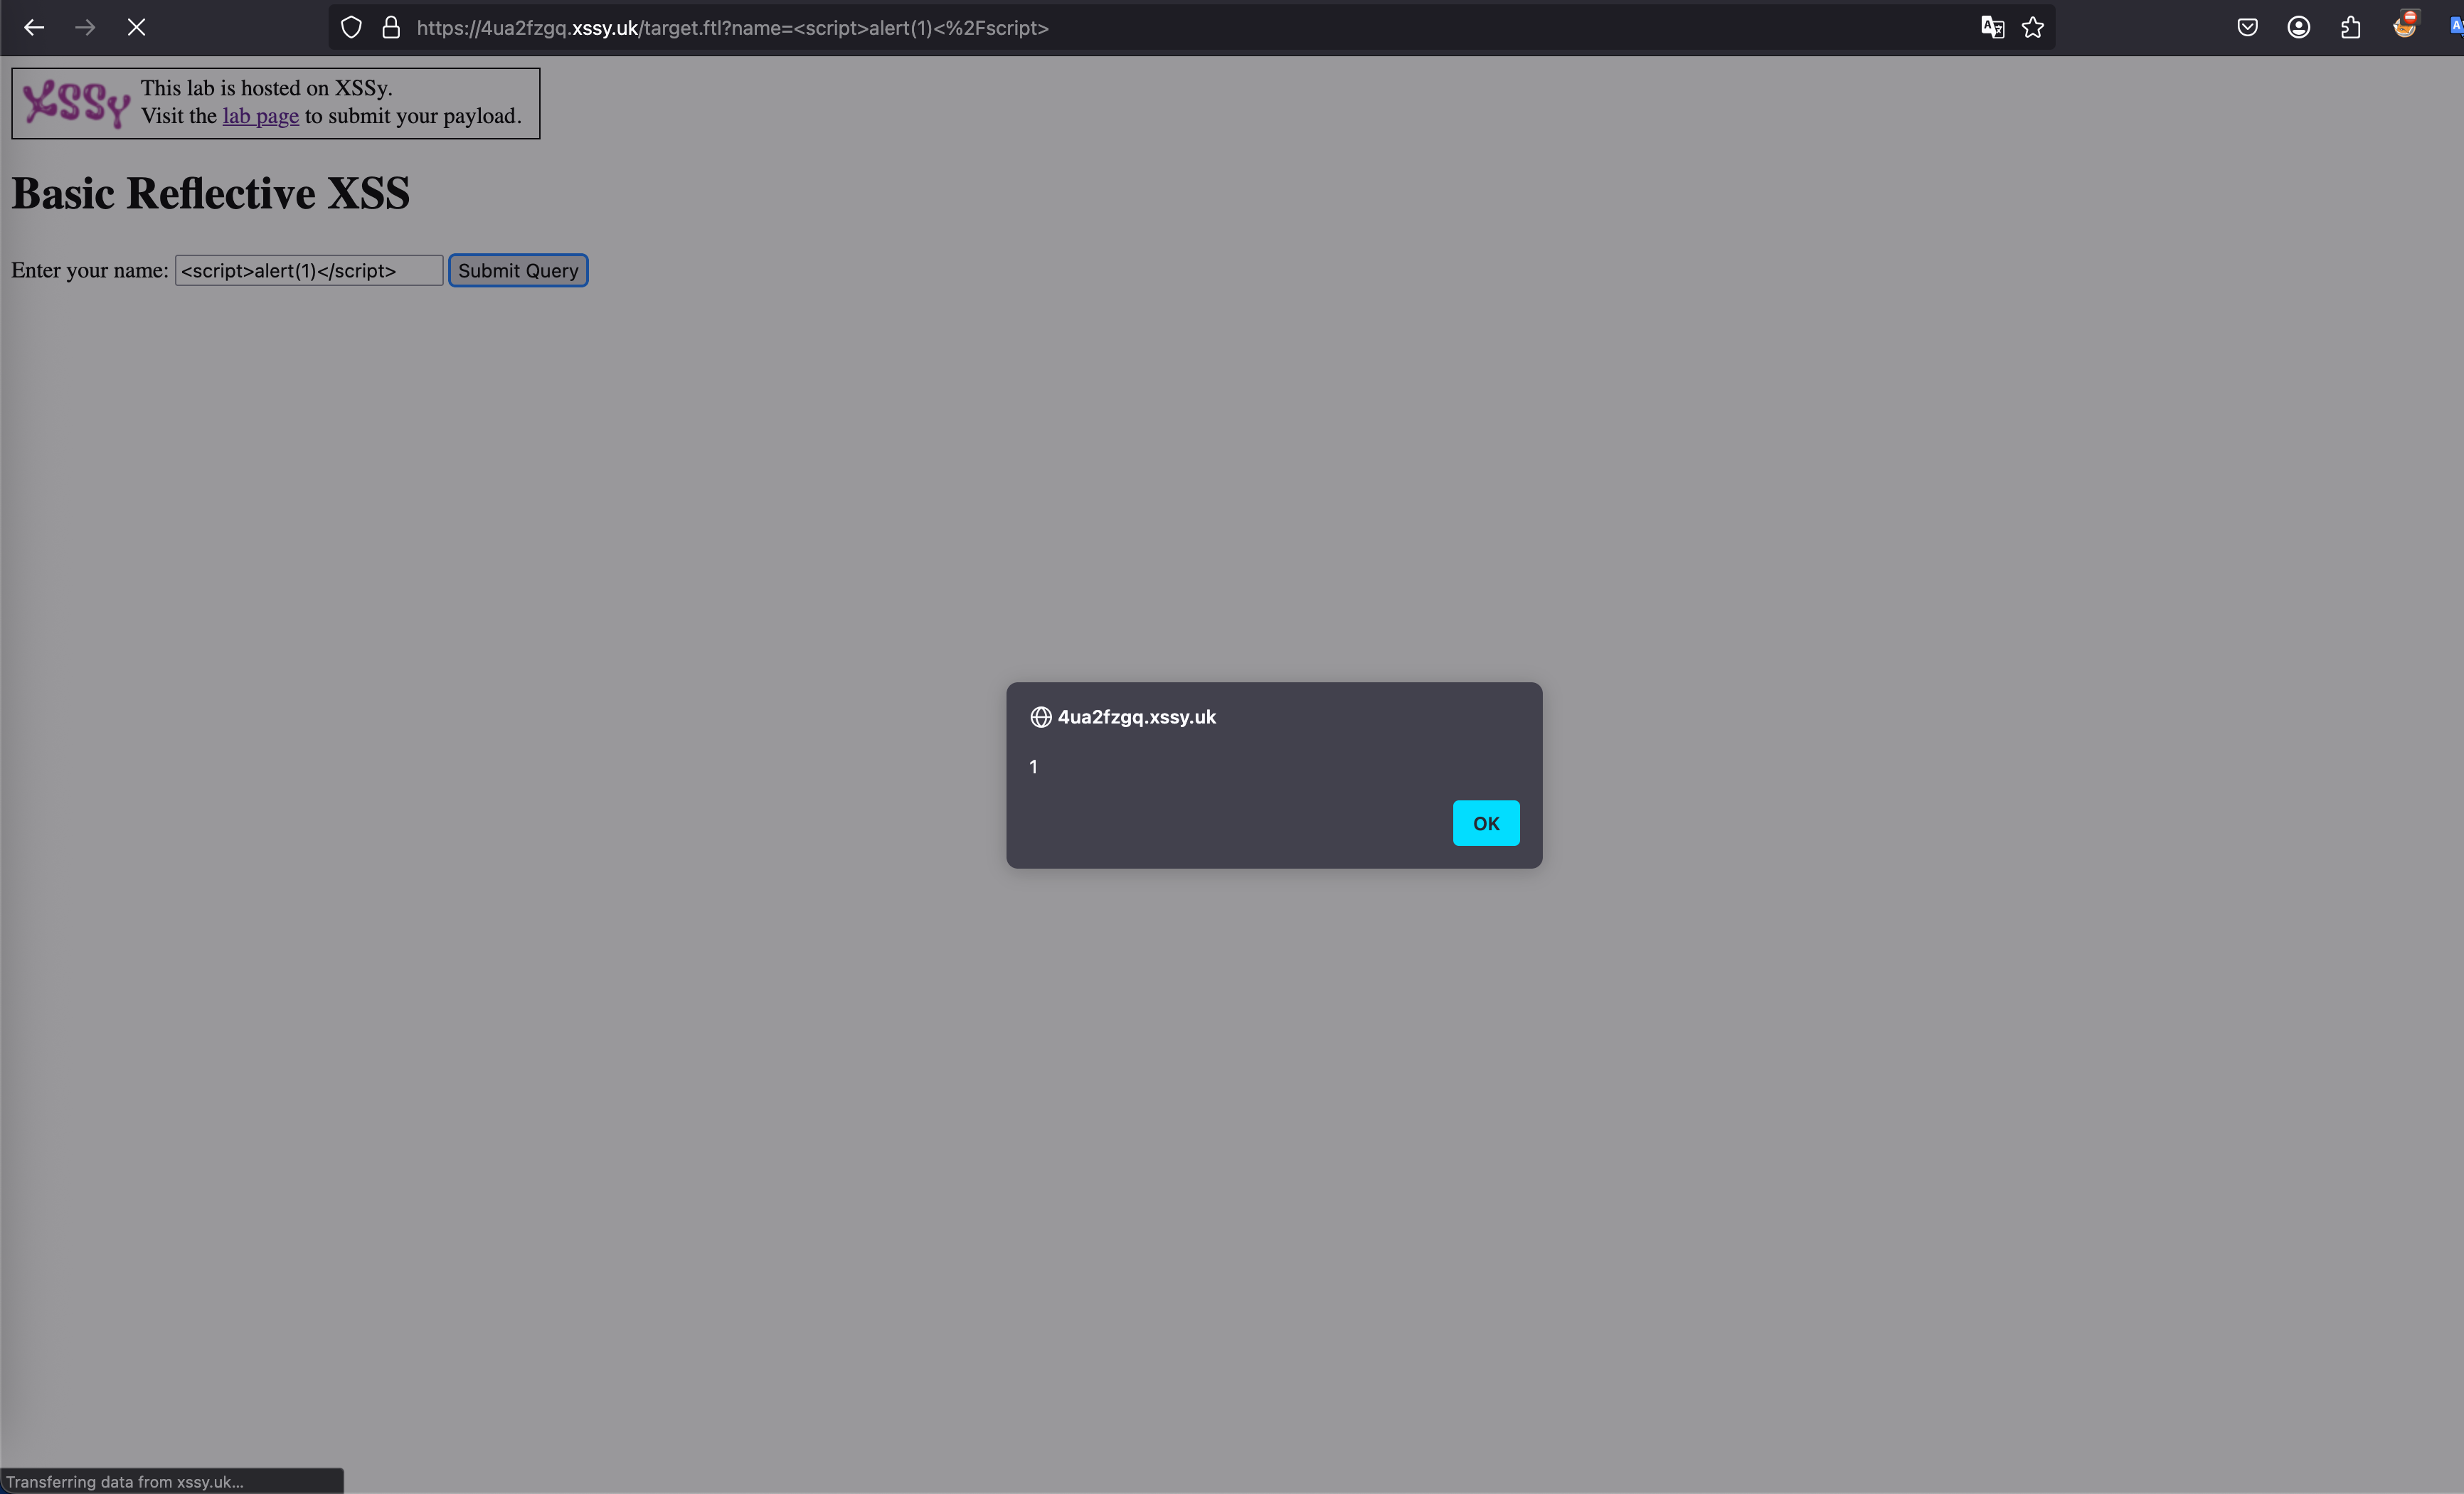 https://4ua2fzgq.xssy.uk/target.ftl?name=<script>alert(1)<%2Fscript>
XSSy
This lab is hosted on XSSy.
Visit the lab page to submit your payload.
Basic Reflective XSS
Enter your name: <script>alert(1)</script> Submit Query
4ua2fzgq.xssy.uk
1
OK
Transferring data from xssy.uk...